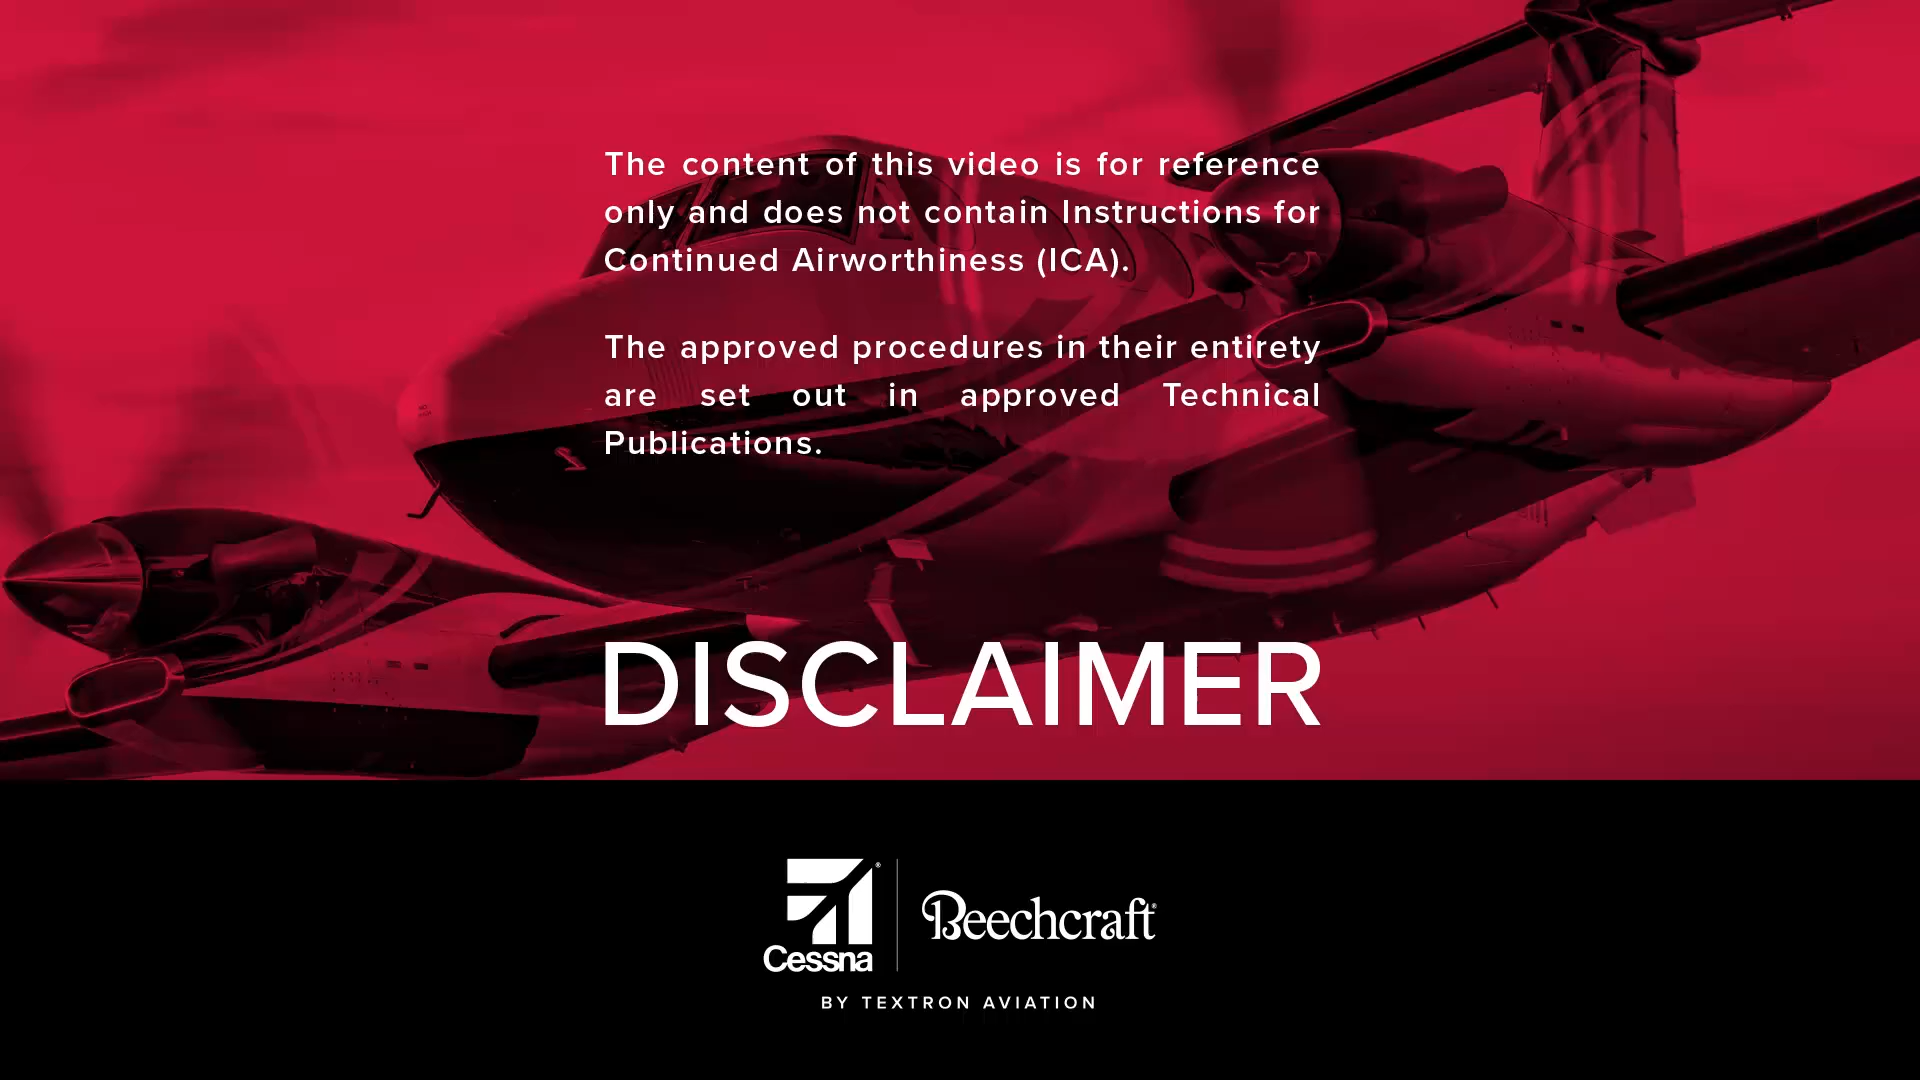 The content of this video is for reference
only and does not contain Instructions for
Continued Airworthiness (ICA).
The approved procedures in their entirety
are set out in approved Technical
Publications.
DISCLAIMER
Cessna
Beechcraft
BY TEXTRON AVIATION